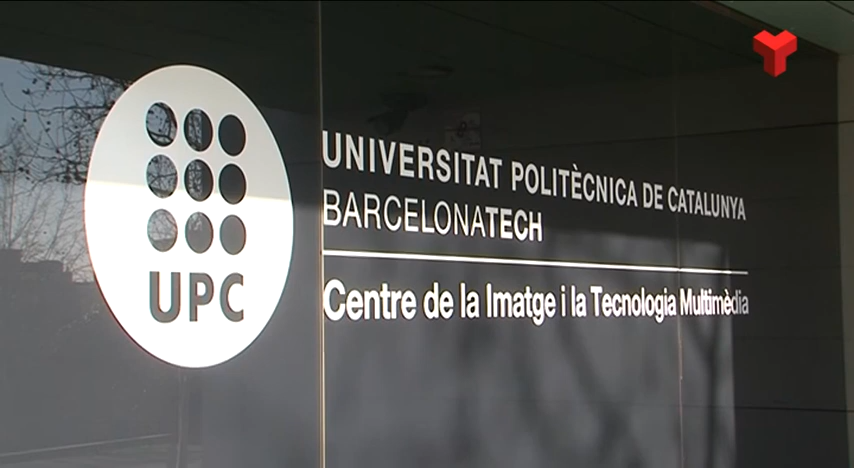 UPC
UNIVERSITAT POLITÈCNICA DE CATALUNYA
BARCELONATECH
Centre de la Imatge i la Tecnologia Multimèdia